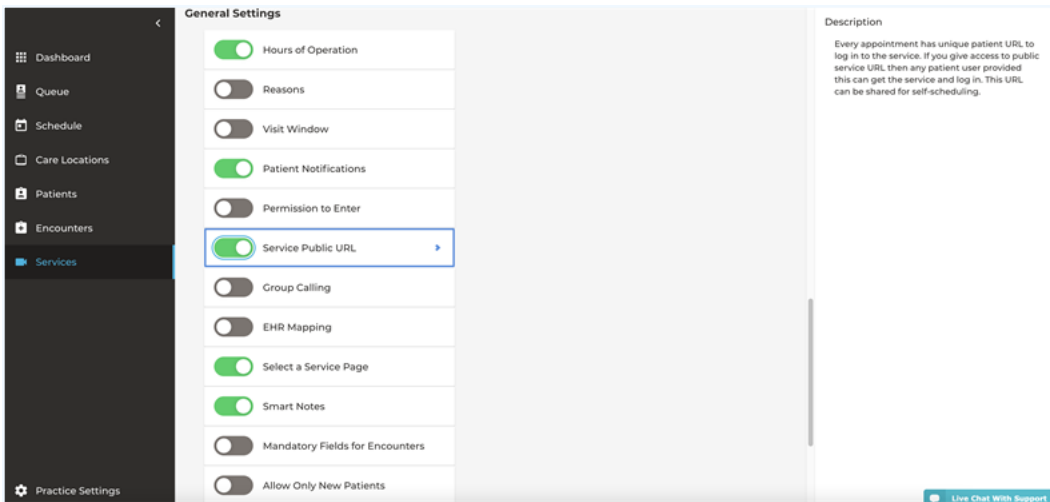 General Settings
Dashboard
Queue
Schedule
Care Locations
Patients
Encounters
Services
Practice Settings
Hours of Operation
Reasons
Visit Window
Patient Notifications
Permission to Enter
Service Public URL
Group Calling
EHR Mapping
Select a Service Page
Smart Notes
Mandatory Fields for Encounters
Allow Only New Patients
Description
Every appointment has unique patient URL to
log in to the service. If you give access to public
service URL then any patient user provided
this can get the service and log in. This URL
can be shared for self-scheduling.
Live Chat With Support